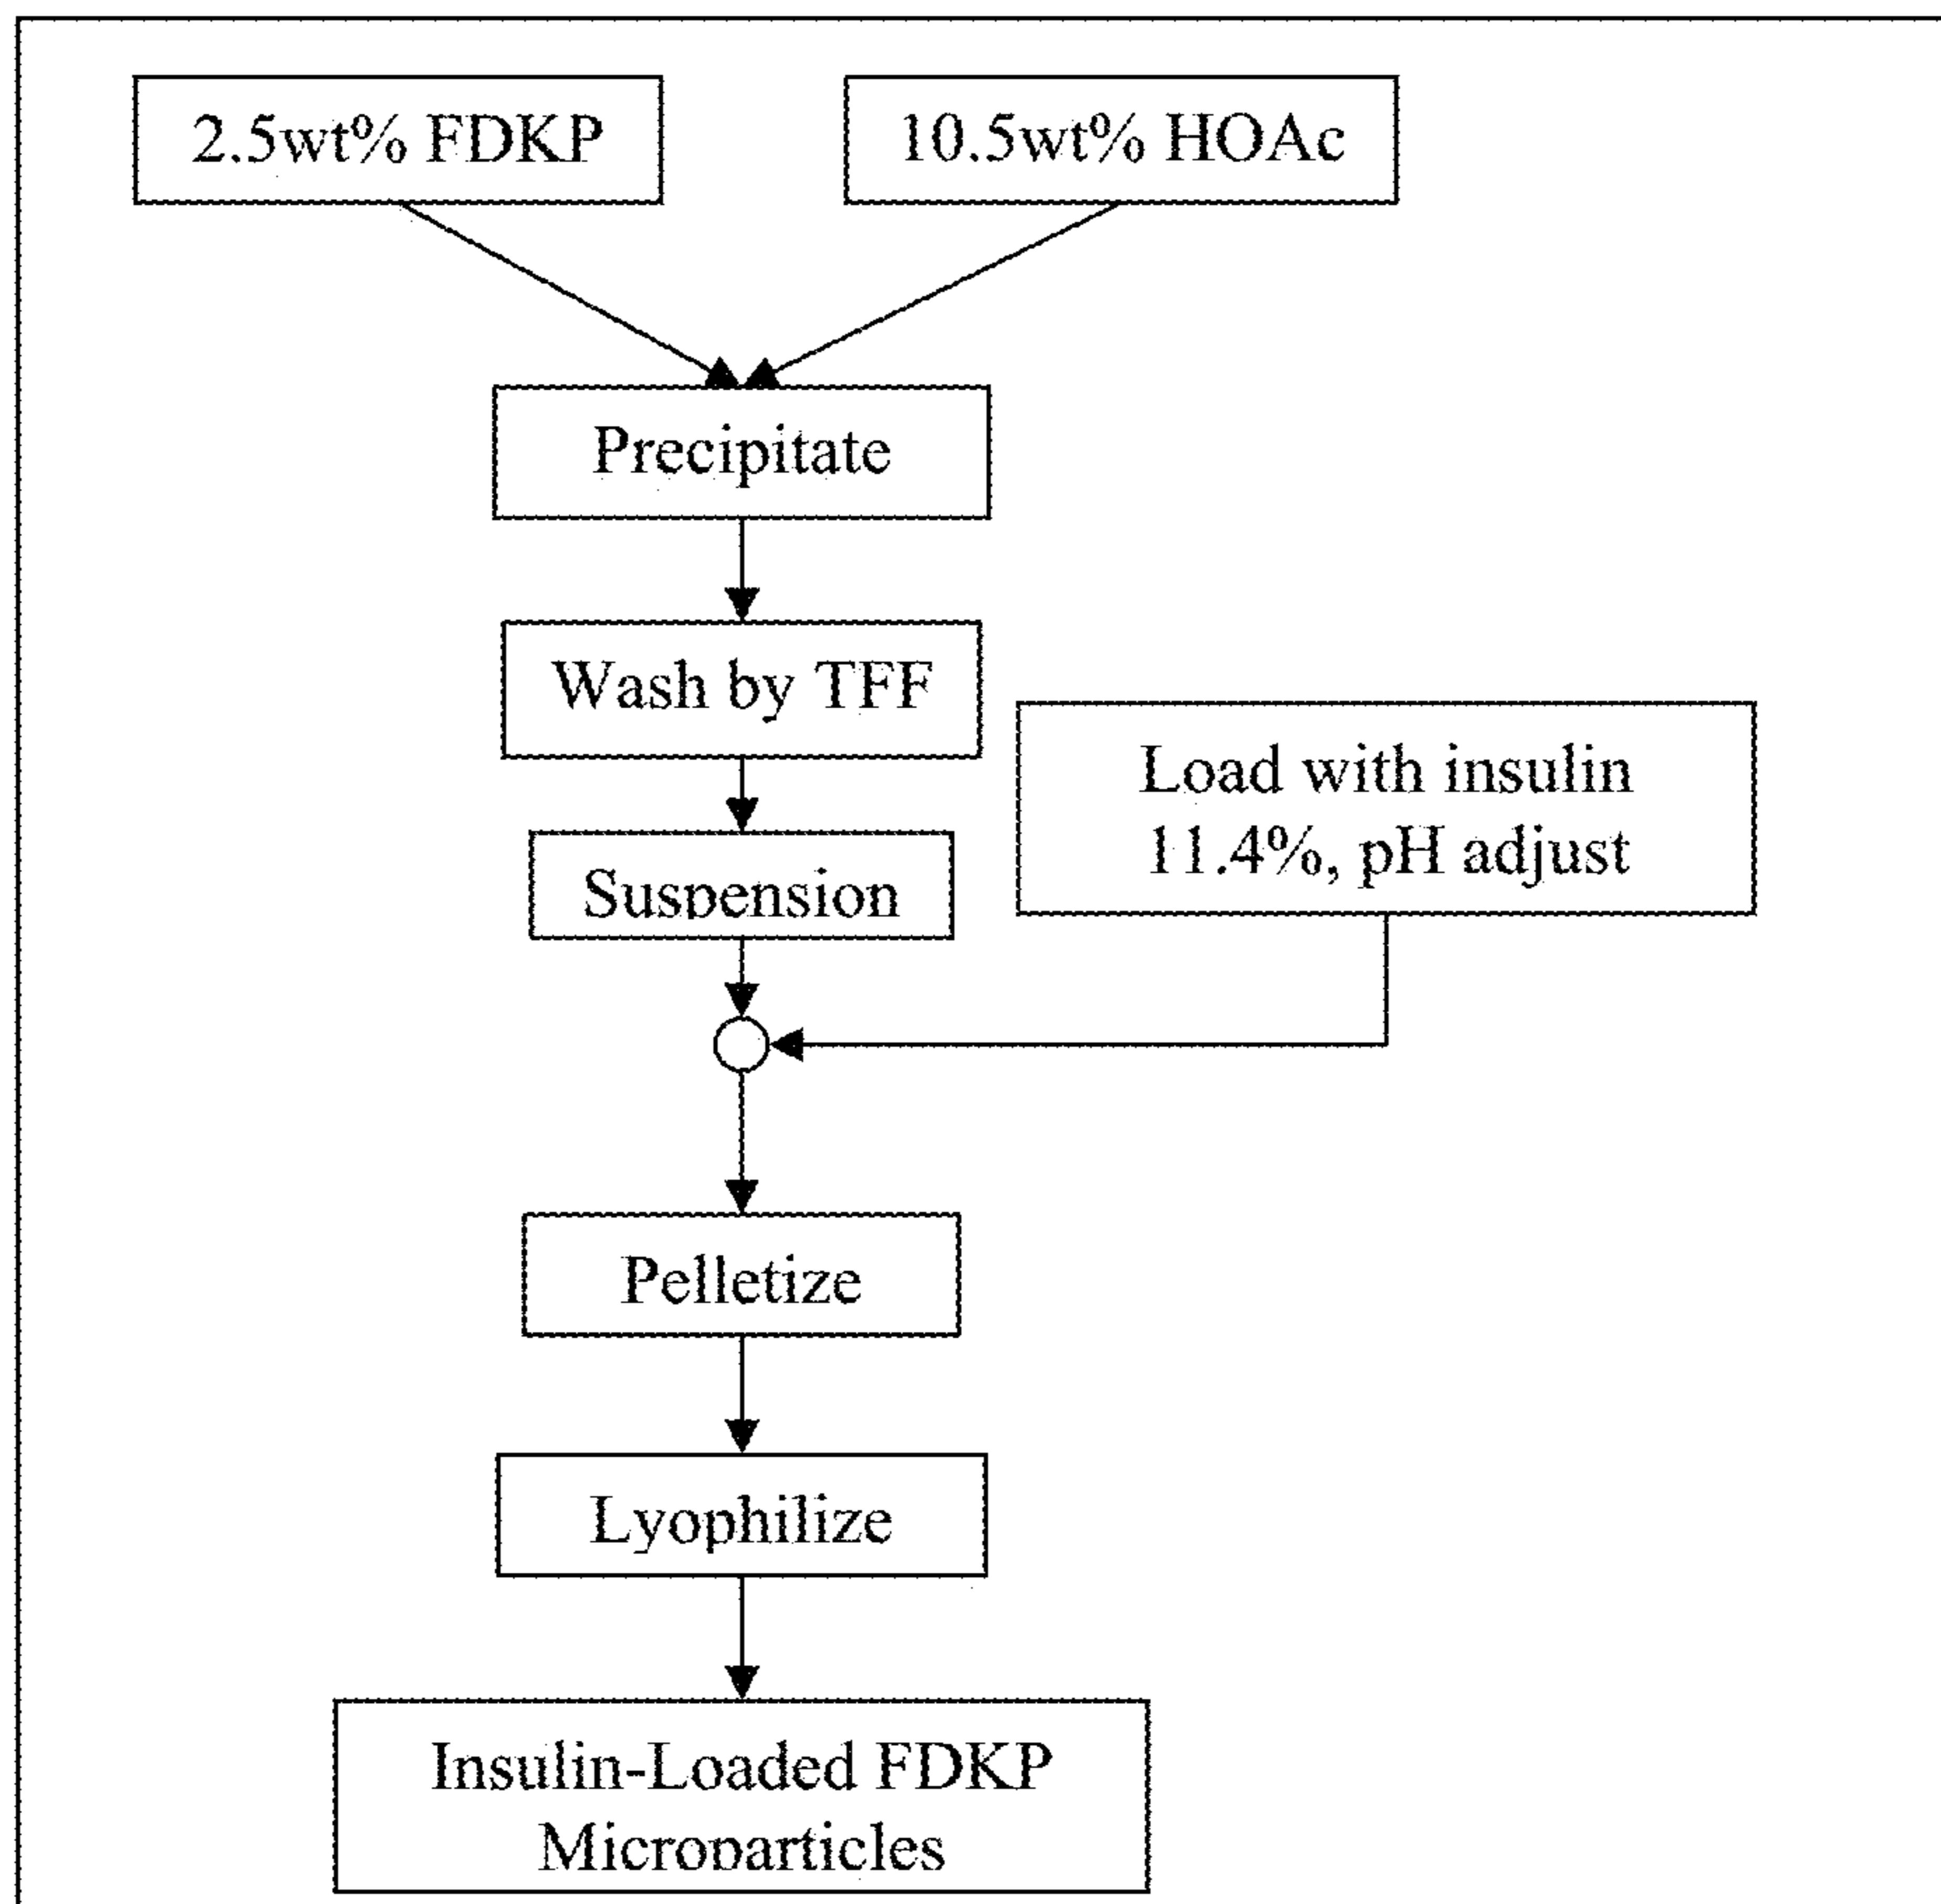 2.5wt% FDKP
10.5wt% HOAc
Precipitate
Wash by TFF
Load with insulin
11.4%, pH adjust
Suspension
Pelletize
Lyophilize
Insulin-Loaded FDKP
Microparticles